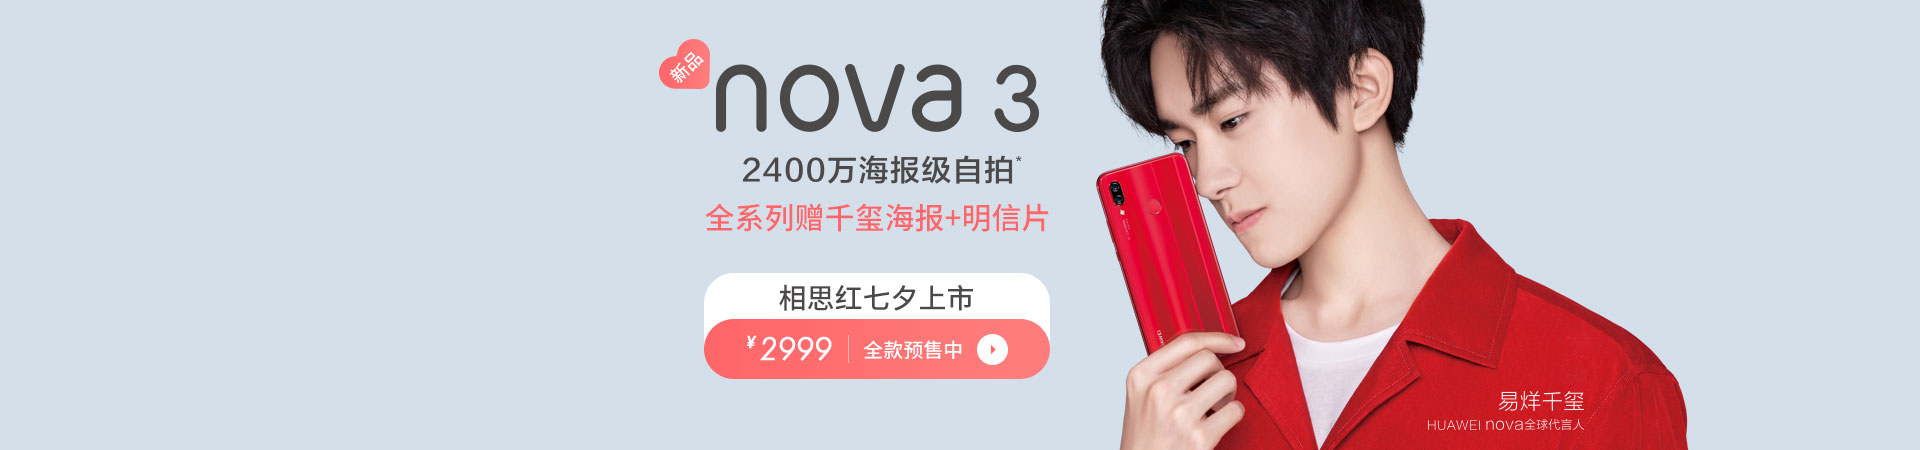 新品
nova 3
2400万海报级自拍*
全系列赠千玺海报+明信片
相思红七夕上市
¥2999 全款预售中
易烊千玺
HUAWEI nova全球代言人